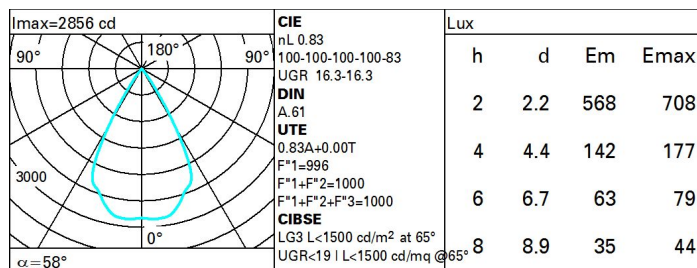 Imax=2856 cd
90° 180° 90°
3000
0°
α=58°
CIE
nL 0.83
100-100-100-100-83
UGR 16.3-16.3
DIN
A.61
UTE
0.83A+0.00T
F"1=996
F"1+F"2=1000
F"1+F"2+F"3=1000
CIBSE
LG3 L<1500 cd/m² at 65°
UGR<19 | L<1500 cd/mq @65°
Lux
h d Em Emax
2 2.2 568 708
4 4.4 142 177
6 6.7 63 79
8 8.9 35 44